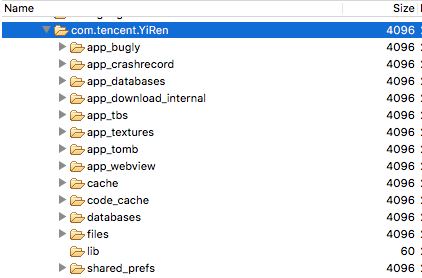 Name Size
com.tencent.YiRen 4096
app_bugly 4096
app_crashrecord 4096
app_databases 4096
app_download_internal 4096
app_tbs 4096
app_textures 4096
app_tomb 4096
app_webview 4096
cache 4096
code_cache 4096
databases 4096
files 4096
lib 60
shared_prefs 4096